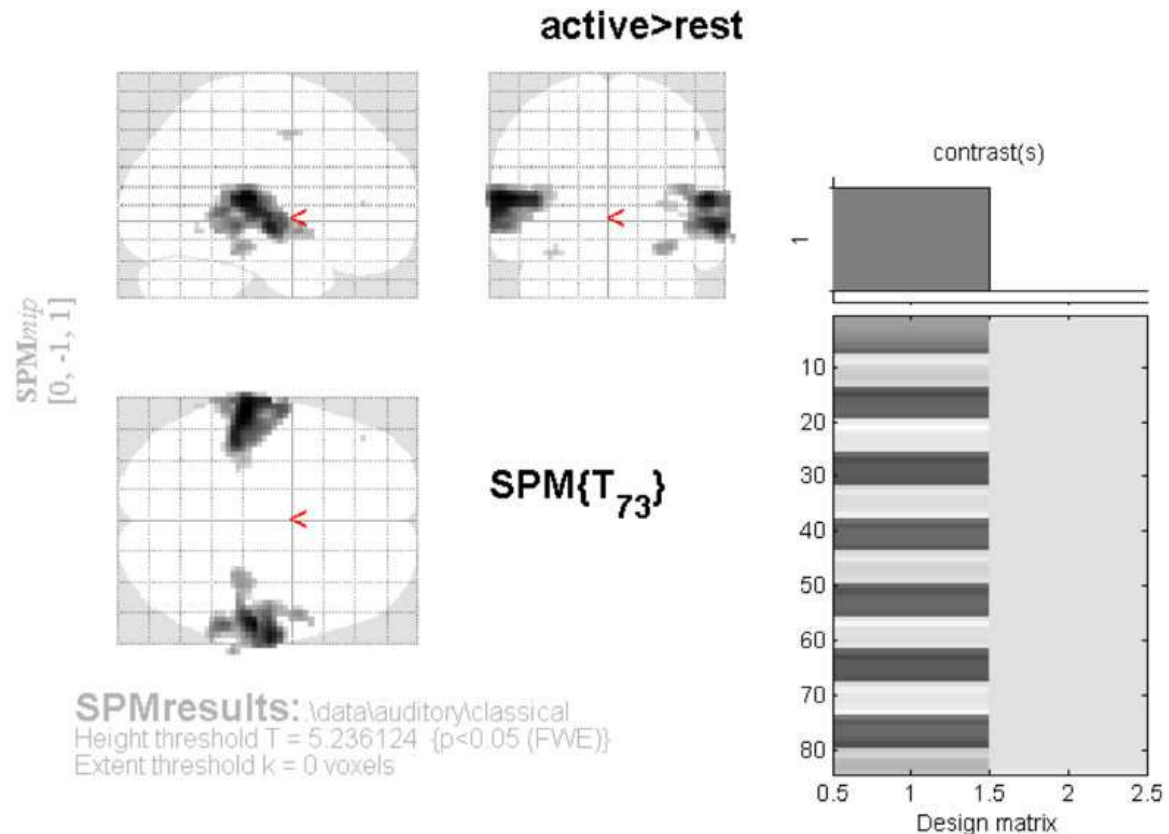 active>rest
SPMmip
[0, -1, 1]
<
<
<
SPM{T73}
contrast(s)
1
10
20
30
40
50
60
70
80
0.5 1 1.5 2 2.5
Design matrix
SPMresults: .\data\auditory\classical
Height threshold T = 5.236124 {p<0.05 (FWE)}
Extent threshold k = 0 voxels